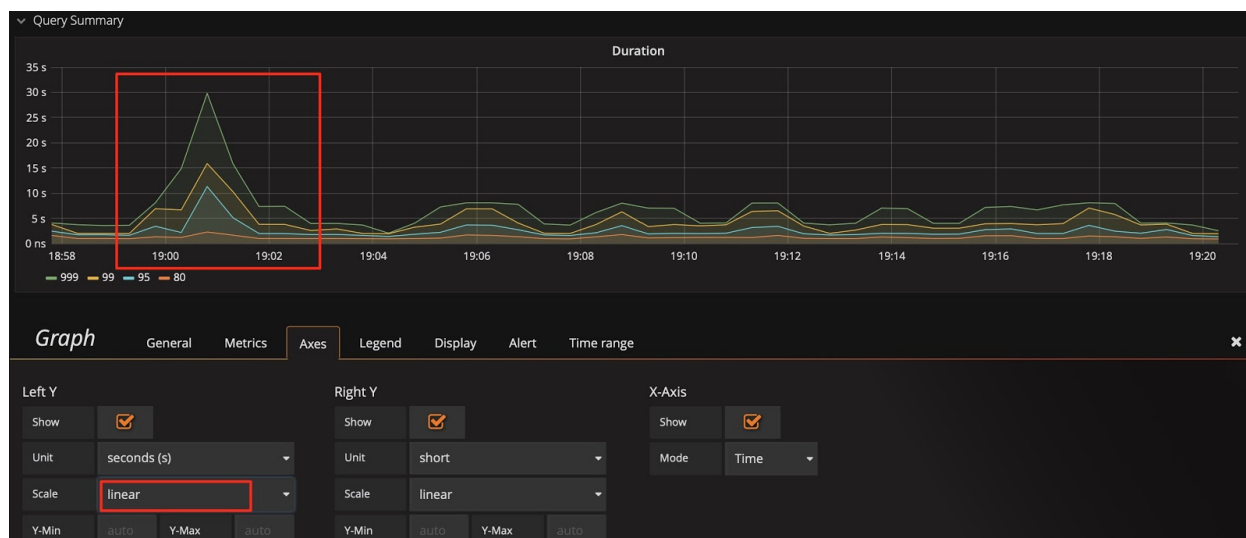 Query Summary
Duration
35 s
30 s
25 s
20 s
15 s
10 s
5 s
0 ns
18:58 19:00 19:02 19:04 19:06 19:08 19:10 19:12 19:14 19:16 19:18 19:20
999 99 95 80
Graph General Metrics Axes Legend Display Alert Time range
Left Y Right Y X-Axis
Show Show Show
Unit seconds (s) Unit short Mode Time
Scale linear Scale linear
Y-Min auto Y-Max auto Y-Min auto Y-Max auto